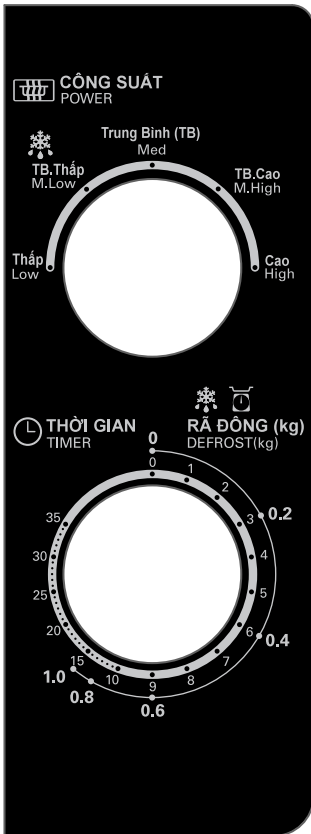 CÔNG SUẤT
POWER
Trung Bình (TB)
Med
TB.Thấp
M.Low
TB.Cao
M.High
Thấp
Low
Cao
High
THỜI GIAN
TIMER
RÃ ĐÔNG (kg)
DEFROST(kg)
0
0
1
2
3
0.2
4
5
6
0.4
7
8
9
0.6
10
0.8
15
1.0
20
25
30
35